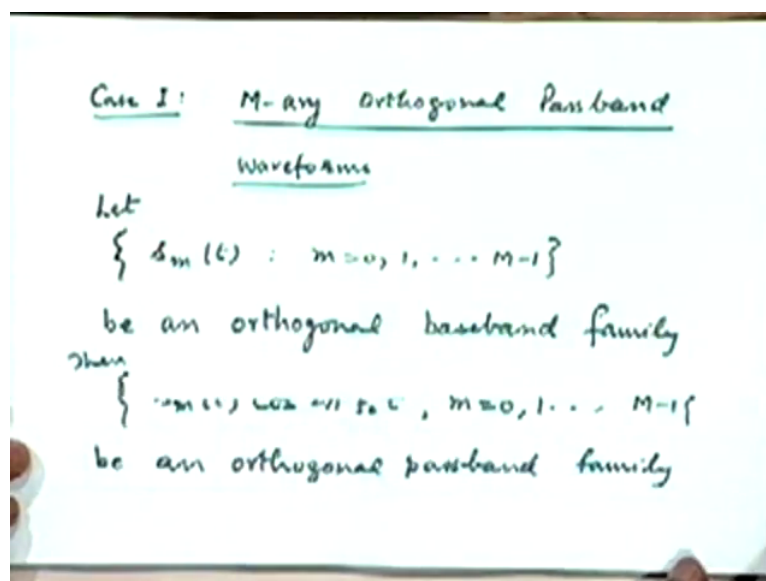 Case I: M-ary Orthogonal Passband
Waveforms
Let
{ s_m (t) : m=0, 1, . . . M-1}
be an orthogonal baseband family
Then
{ , m=0, 1 . . . M-1{
be an orthogonal passband family